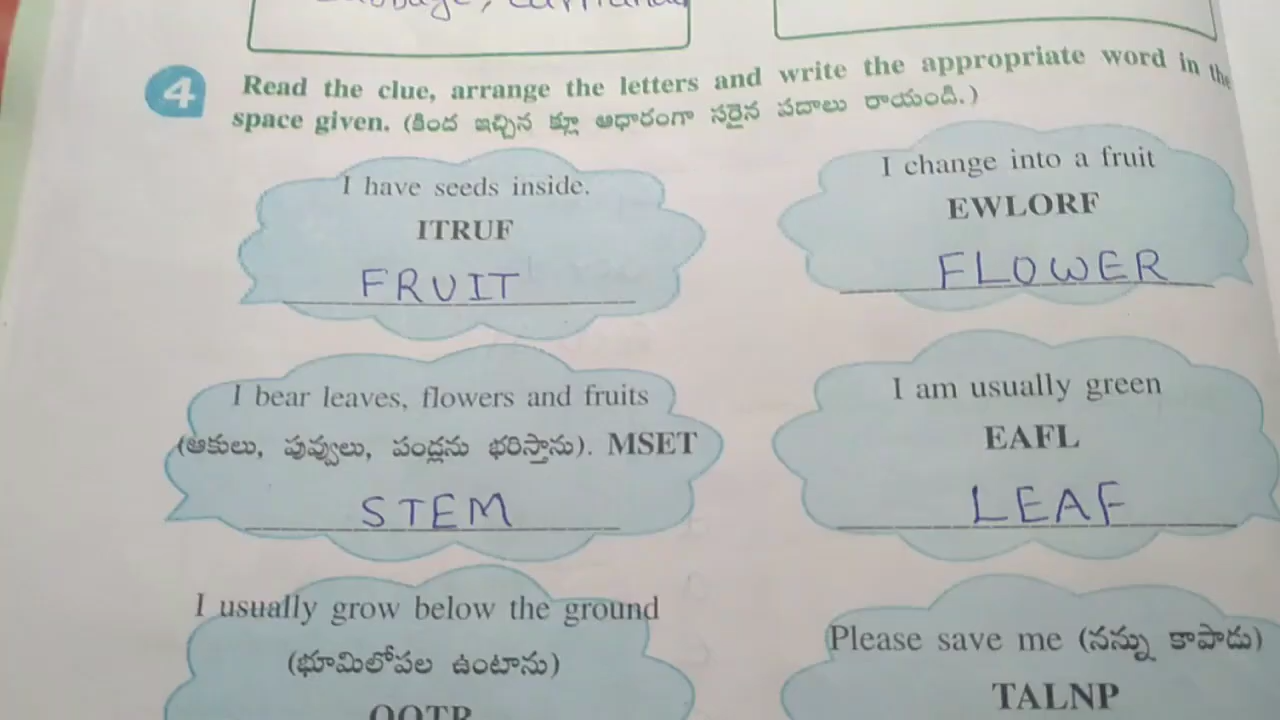 4 Read the clue, arrange the letters and write the appropriate word in the
space given. (కింద ఇచ్చిన క్లూ ఆధారంగా సరైన పదాలు రాయండి.)
I have seeds inside.
ITRUF
FRUIT
I change into a fruit
EWLORF
FLOWER
I bear leaves, flowers and fruits
(ఆకులు, పువ్వులు, పండ్లను భరిస్తాను). MSET
STEM
I am usually green
EAFL
LEAF
I usually grow below the ground
(భూమిలోపల ఉంటాను)
OOTR
Please save me (నన్ను కాపాడు)
TALNP